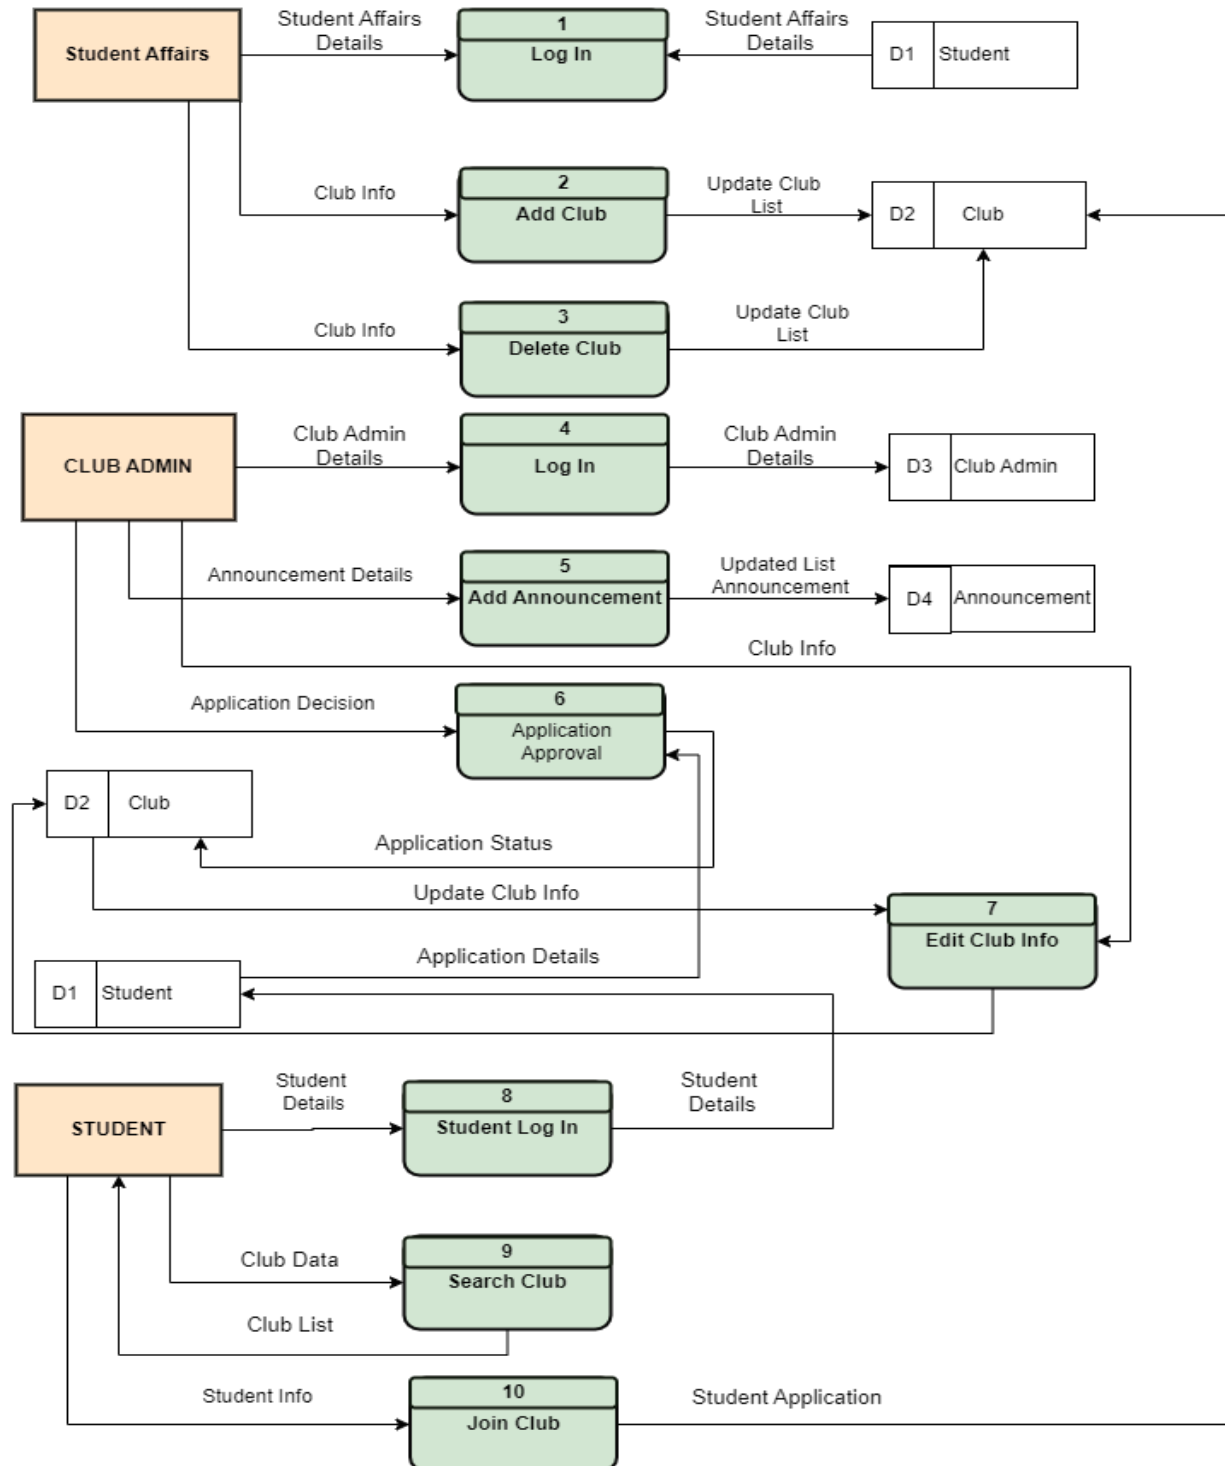 Student Affairs
Student Affairs
Details
1
Log In
Student Affairs
Details
D1
Student
Club Info
2
Add Club
Update Club
List
D2
Club
Club Info
3
Delete Club
Update Club
List
CLUB ADMIN
Club Admin
Details
4
Log In
Club Admin
Details
D3
Club Admin
Announcement Details
5
Add Announcement
Updated List
Announcement
D4
Announcement
Club Info
Application Decision
6
Application
Approval
D2
Club
Application Status
Update Club Info
7
Edit Club Info
Application Details
D1
Student
STUDENT
Student
Details
8
Student Log In
Student
Details
Club Data
9
Search Club
Club List
Student Info
10
Join Club
Student Application